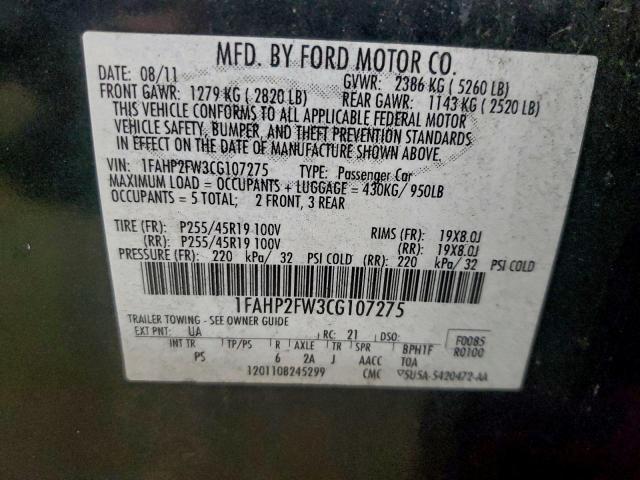 MFD. BY FORD MOTOR CO.
DATE: 08/11 GVWR: 2386 KG ( 5260 LB)
FRONT GAWR: 1279 KG ( 2820 LB) REAR GAWR: 1143 KG ( 2520 LB)
THIS VEHICLE CONFORMS TO ALL APPLICABLE FEDERAL MOTOR
VEHICLE SAFETY, BUMPER, AND THEFT PREVENTION STANDARDS
IN EFFECT ON THE DATE OF MANUFACTURE SHOWN ABOVE.
VIN: 1FAHP2FW3CG107275 TYPE: Passenger Car
MAXIMUM LOAD = OCCUPANTS + LUGGAGE = 430KG/ 950LB
OCCUPANTS = 5 TOTAL; 2 FRONT, 3 REAR
TIRE (FR): P255/45R19 100V RIMS (FR): 19X8.0J
(RR): P255/45R19 100V (RR): 19X8.0J
PRESSURE (FR): 220 kPa/ 32 PSI COLD (RR): 220 kPa/ 32 PSI COLD
1FAHP2FW3CG107275
TRAILER TOWING - SEE OWNER GUIDE
EXT PNT: UA RC: 21 DSO: F0085
R0100
INT TR TP/PS R AXLE TR SPR BPH1F
PS 6 2A J AACC TOA
1201108245299 CMC SU5A-5420472-AA